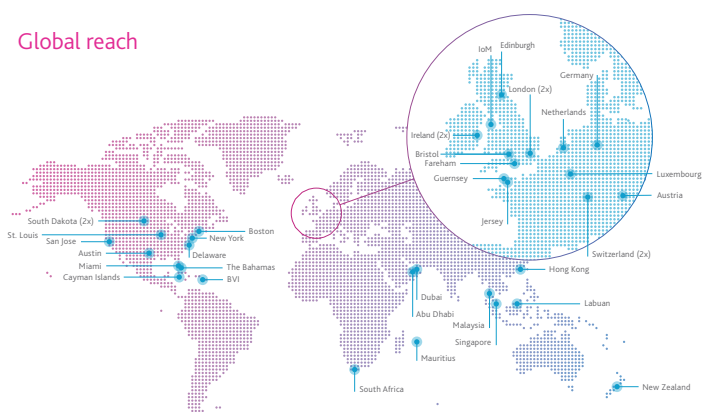 Global reach
IoM
Edinburgh
Germany
London (2x)
Netherlands
Ireland (2x)
Bristol
Fareham
Guernsey
Luxembourg
Austria
Jersey
Switzerland (2x)
South Dakota (2x)
St. Louis
San Jose
Austin
Miami
Cayman Islands
Boston
New York
Delaware
The Bahamas
BVI
Hong Kong
Dubai
Abu Dhabi
Labuan
Malaysia
Singapore
Mauritius
South Africa
New Zealand